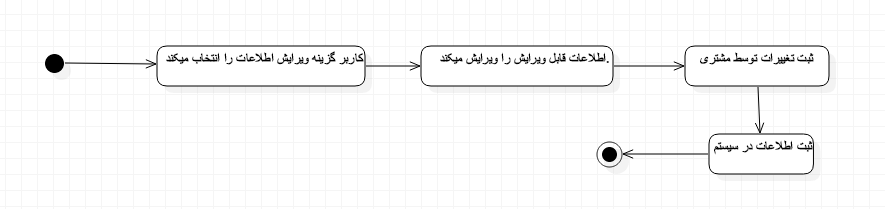 کاربر گزینه ویرایش اطلاعات را انتخاب میکند
اطلاعات قابل ویرایش را ویرایش میکند.
ثبت تغییرات توسط مشتری
ثبت اطلاعات در سیستم